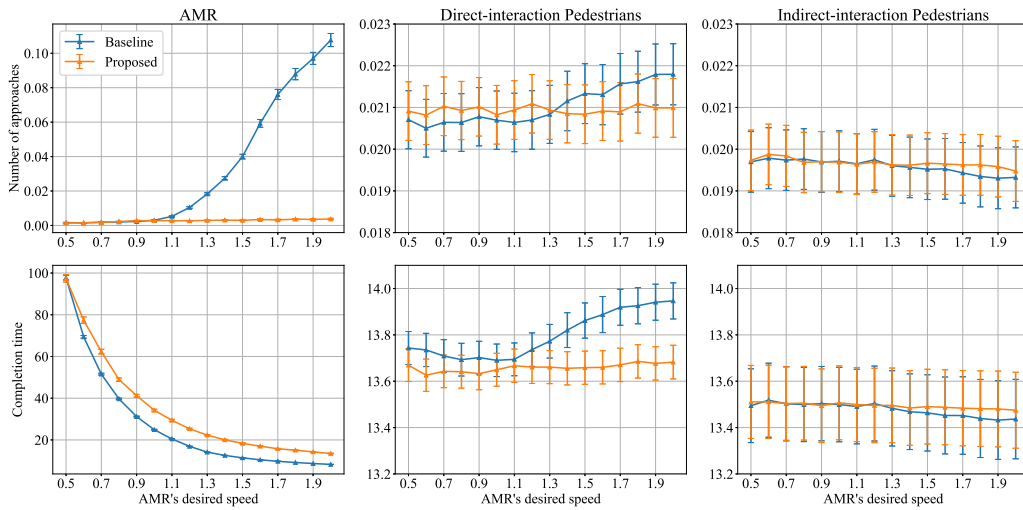 AMR
Direct-interaction Pedestrians
Indirect-interaction Pedestrians
Number of approaches
0.10
0.08
0.06
0.04
0.02
0.00
Baseline
Proposed
0.5 0.7 0.9 1.1 1.3 1.5 1.7 1.9
0.023
0.022
0.021
0.020
0.019
0.018
0.5 0.7 0.9 1.1 1.3 1.5 1.7 1.9
0.023
0.022
0.021
0.020
0.019
0.018
0.5 0.7 0.9 1.1 1.3 1.5 1.7 1.9
Completion time
100
80
60
40
20
0.5 0.7 0.9 1.1 1.3 1.5 1.7 1.9
AMR's desired speed
14.0
13.8
13.6
13.4
13.2
0.5 0.7 0.9 1.1 1.3 1.5 1.7 1.9
AMR's desired speed
14.0
13.8
13.6
13.4
13.2
0.5 0.7 0.9 1.1 1.3 1.5 1.7 1.9
AMR's desired speed